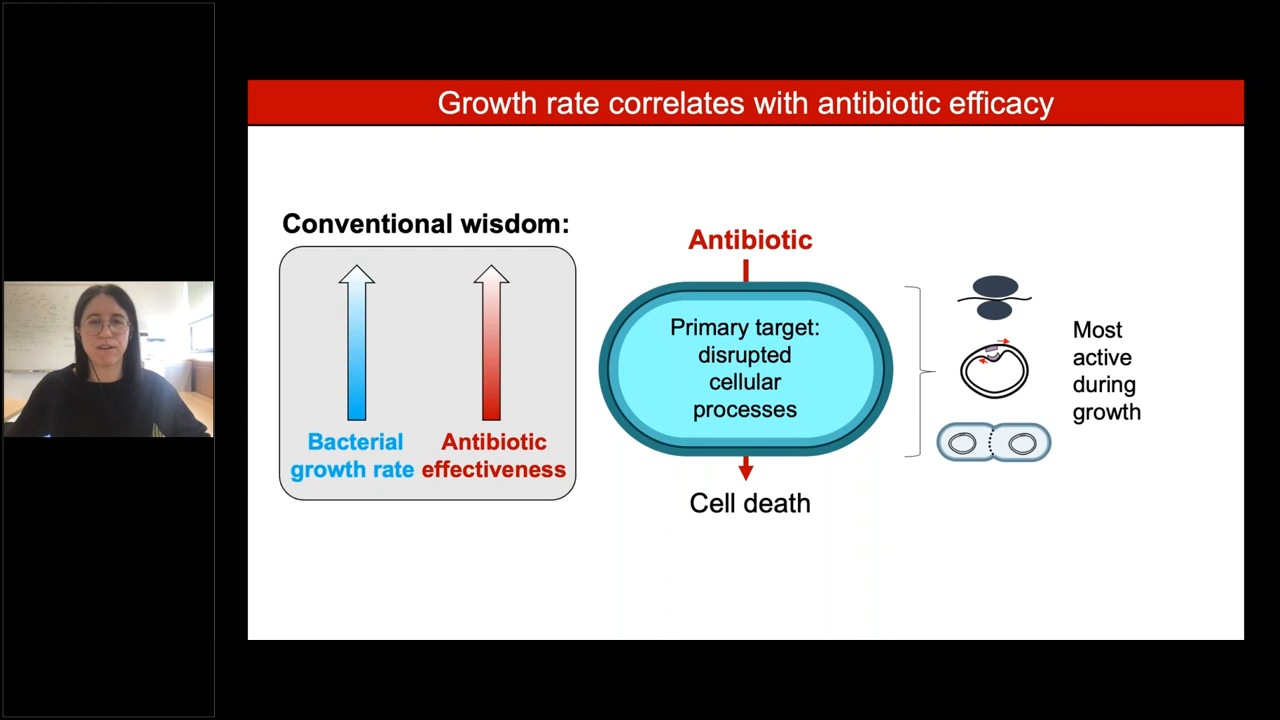 Growth rate correlates with antibiotic efficacy
Conventional wisdom:
Bacterial
growth rate
Antibiotic
effectiveness
Antibiotic
Primary target:
disrupted
cellular
processes
Cell death
Most
active
during
growth